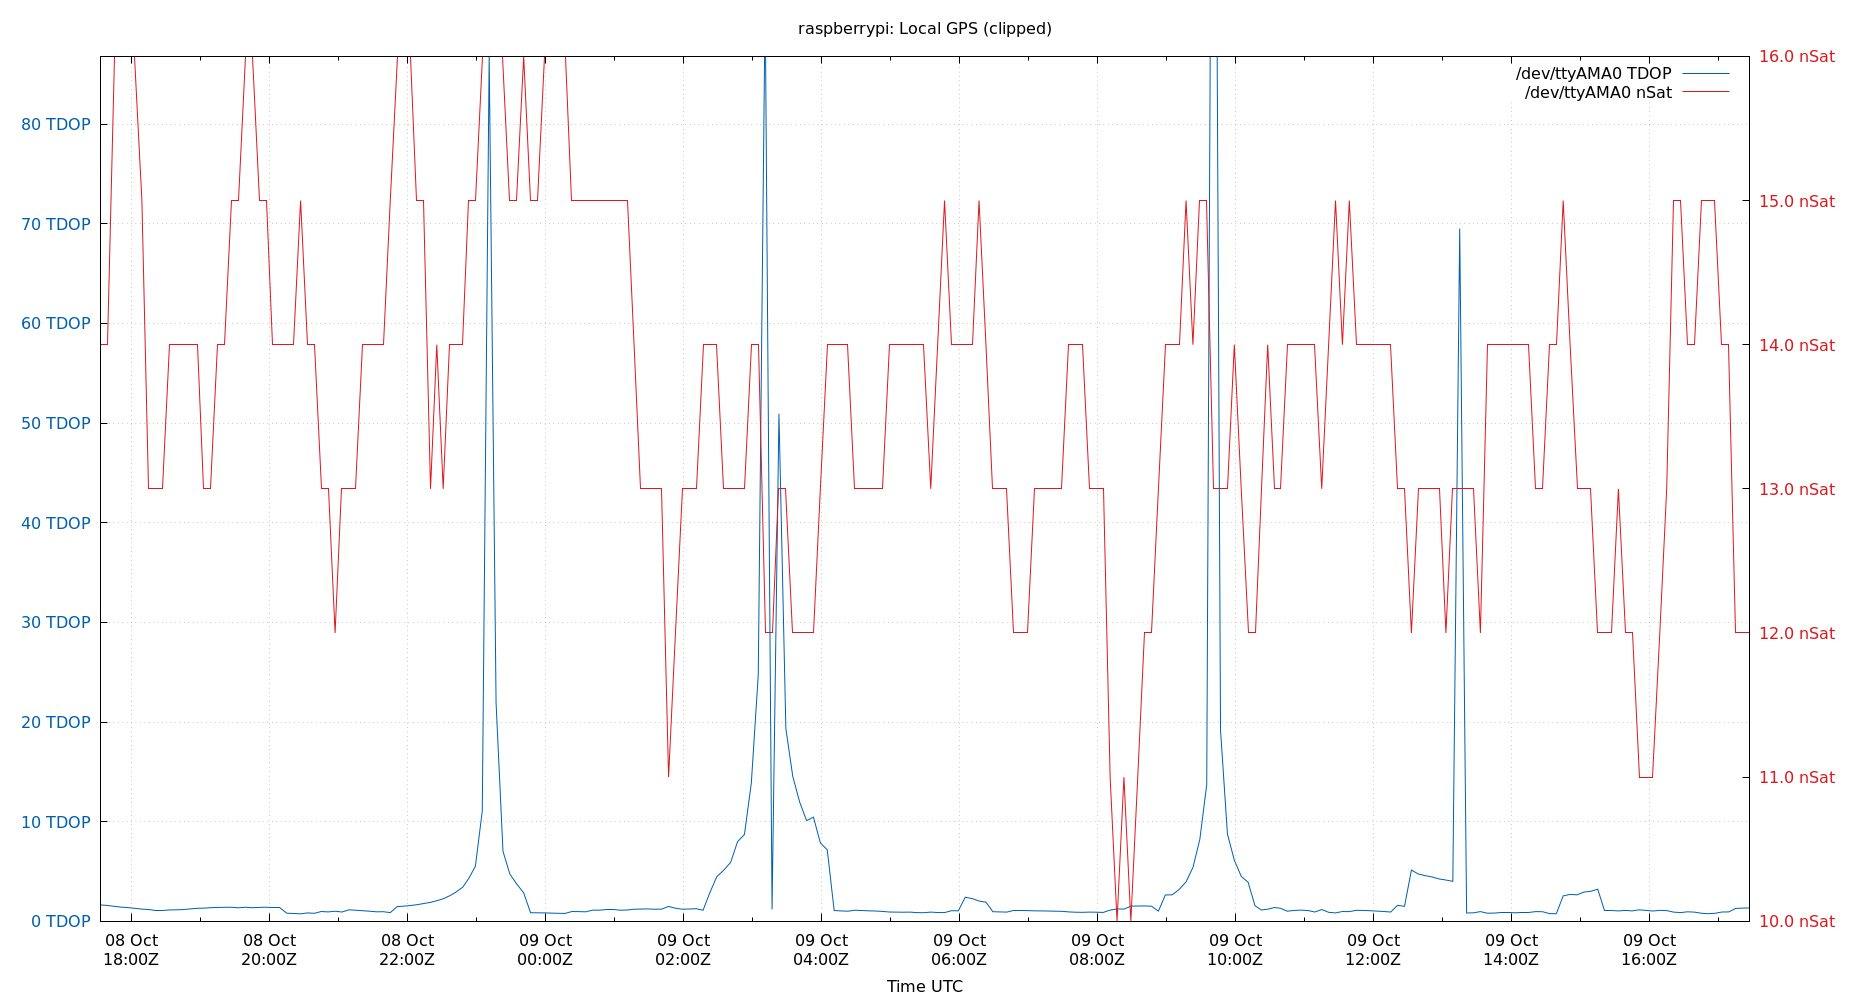 raspberrypi: Local GPS (clipped)
/dev/ttyAMA0 TDOP
/dev/ttyAMA0 nSat
80 TDOP
70 TDOP
60 TDOP
50 TDOP
40 TDOP
30 TDOP
20 TDOP
10 TDOP
0 TDOP
16.0 nSat
15.0 nSat
14.0 nSat
13.0 nSat
12.0 nSat
11.0 nSat
10.0 nSat
08 Oct 08 Oct 08 Oct 09 Oct 09 Oct 09 Oct 09 Oct 09 Oct 09 Oct 09 Oct 09 Oct 09 Oct
18:00Z 20:00Z 22:00Z 00:00Z 02:00Z 04:00Z 06:00Z 08:00Z 10:00Z 12:00Z 14:00Z 16:00Z
Time UTC